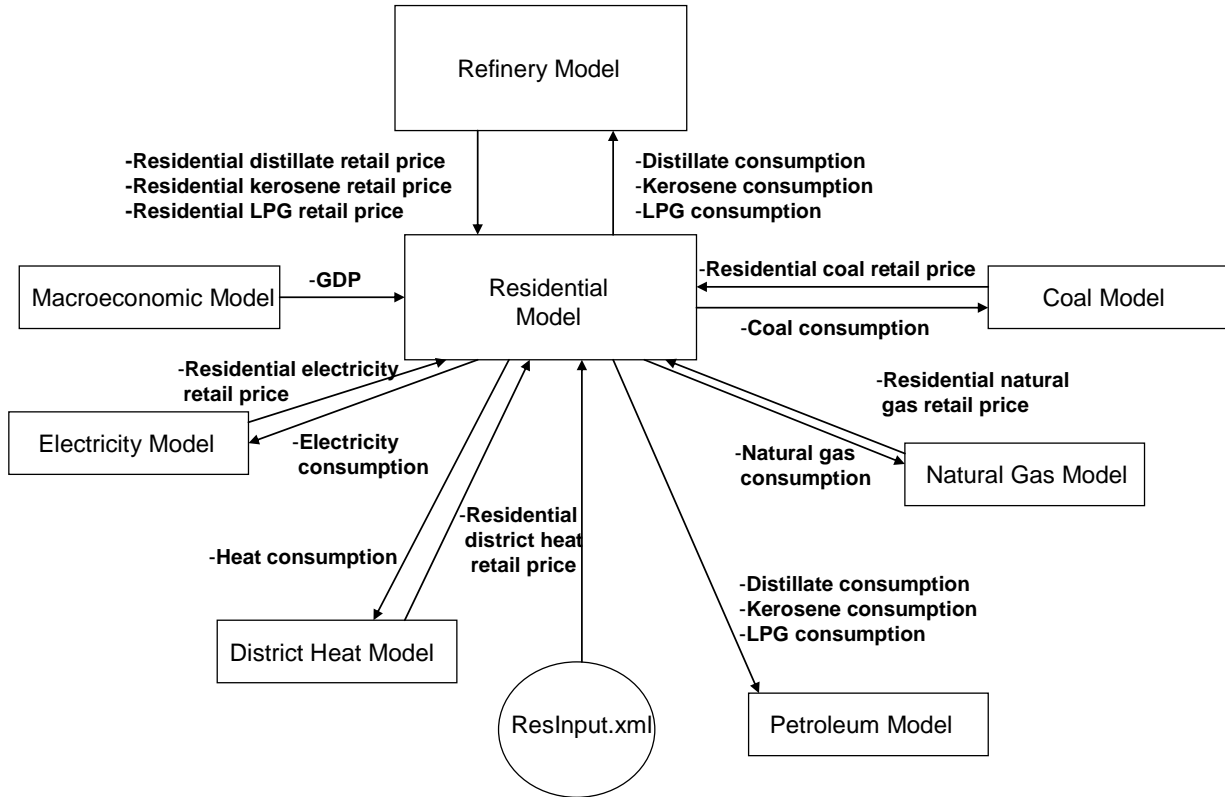 Refinery Model
-Residential distillate retail price
-Residential kerosene retail price
-Residential LPG retail price
-Distillate consumption
-Kerosene consumption
-LPG consumption
Macroeconomic Model
-GDP
Residential
Model
-Residential coal retail price
-Coal consumption
Coal Model
-Residential electricity
retail price
Electricity Model
-Electricity
consumption
-Residential natural
gas retail price
-Natural gas
consumption
Natural Gas Model
-Heat consumption
-Residential
district heat
retail price
District Heat Model
ResInput.xml
-Distillate consumption
-Kerosene consumption
-LPG consumption
Petroleum Model